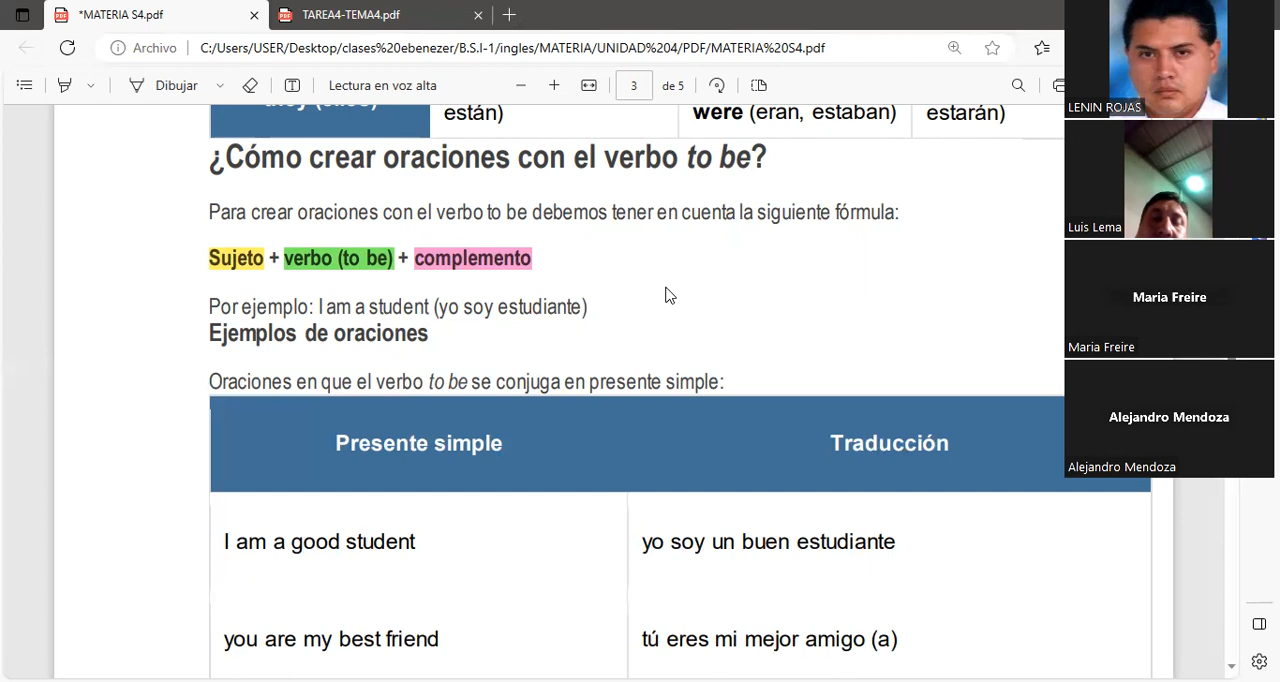 *MATERIA S4.pdf
TAREA4-TEMA4.pdf
Archivo
C:/Users/USER/Desktop/clases%20ebenezer/B.S.I-1/ingles/MATERIA/UNIDAD%204/PDF/MATERIA%20S4.pdf
Dibujar
Lectura en voz alta
3 de 5
they (ellos)
están)
were (eran, estaban)
estarán)
¿Cómo crear oraciones con el verbo to be?
Para crear oraciones con el verbo to be debemos tener en cuenta la siguiente fórmula:
Sujeto + verbo (to be) + complemento
Por ejemplo: I am a student (yo soy estudiante)
Ejemplos de oraciones
Oraciones en que el verbo to be se conjuga en presente simple:
Presente simple
Traducción
I am a good student
yo soy un buen estudiante
you are my best friend
tú eres mi mejor amigo (a)
LENIN ROJAS
Luis Lema
Maria Freire
Maria Freire
Alejandro Mendoza
Alejandro Mendoza